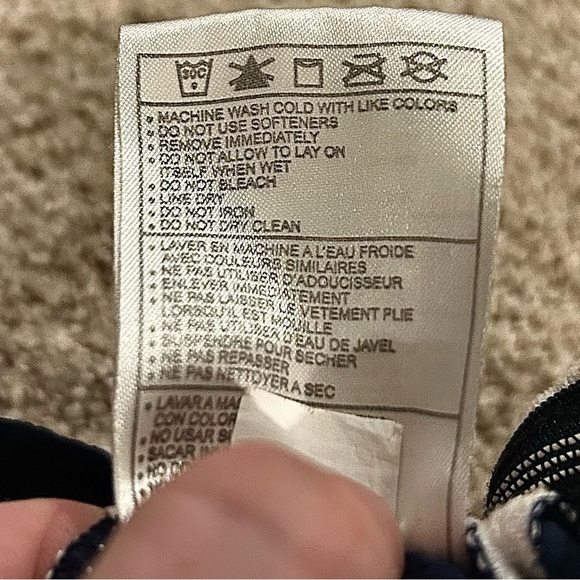 30C
• MACHINE WASH COLD WITH LIKE COLORS
• DO NOT USE SOFTENERS
• REMOVE IMMEDIATELY
• DO NOT ALLOW TO LAY ON
ITSELF WHEN WET
• DO NOT BLEACH
• LINE DRY
• DO NOT IRON
• DO NOT DRY CLEAN
• LAVER EN MACHINE A L'EAU FROIDE
AVEC COULEURS SIMILAIRES
• NE PAS UTILISER D'ADOUCISSEUR
ENLEVER IMMEDIATEMENT
• NE PAS LAISSER LE VETEMENT PLIE
LORSQU'IL EST MOUILLE
• NE PAS UTILISER D'EAU DE JAVEL
• SUSPENDRE POUR SECHER
• NE PAS REPASSER
• NE PAS NETTOYER A SEC
• LAVAR A MA
CON COLOR
• NO USAR
• SACAR
• NO